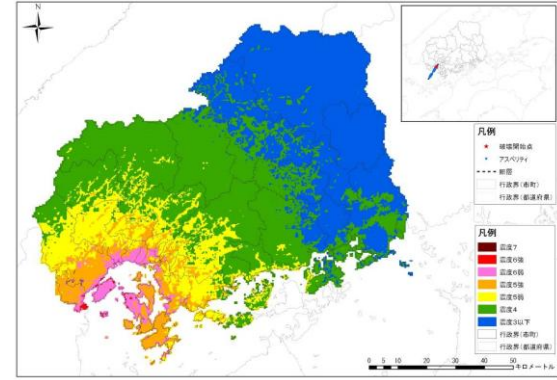 N
凡例
破壊開始点
アスペリティ
断層
行政界(市町)
行政界(都道府県)
凡例
震度7
震度6強
震度6弱
震度5強
震度5弱
震度4
震度3以下
行政界(市町)
行政界(都道府県)
0 5 10 20 30 40 50
キロメートル